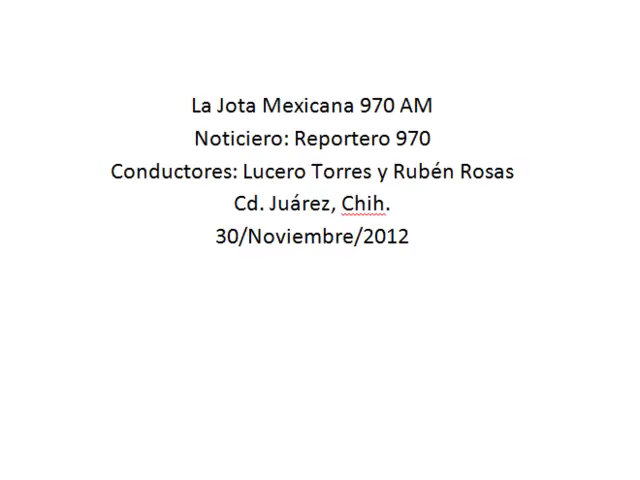 La Jota Mexicana 970 AM
Noticiero: Reportero 970
Conductores: Lucero Torres y Rubén Rosas
Cd. Juárez, Chih.
30/Noviembre/2012